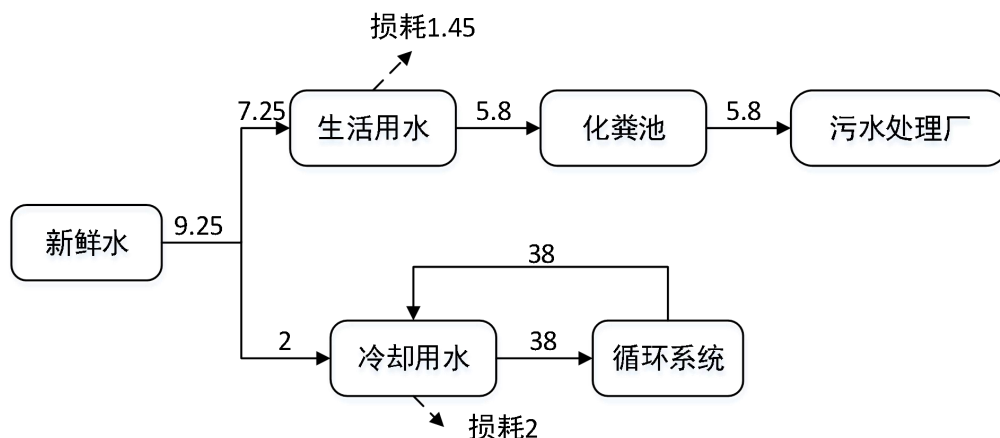 损耗1.45
7.25
生活用水
5.8
化粪池
5.8
污水处理厂
新鲜水
9.25
38
2
冷却用水
38
循环系统
损耗2